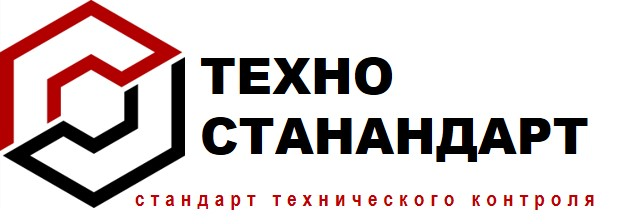 ТЕХНО
СТАНАНДАРТ
стандарт технического контроля